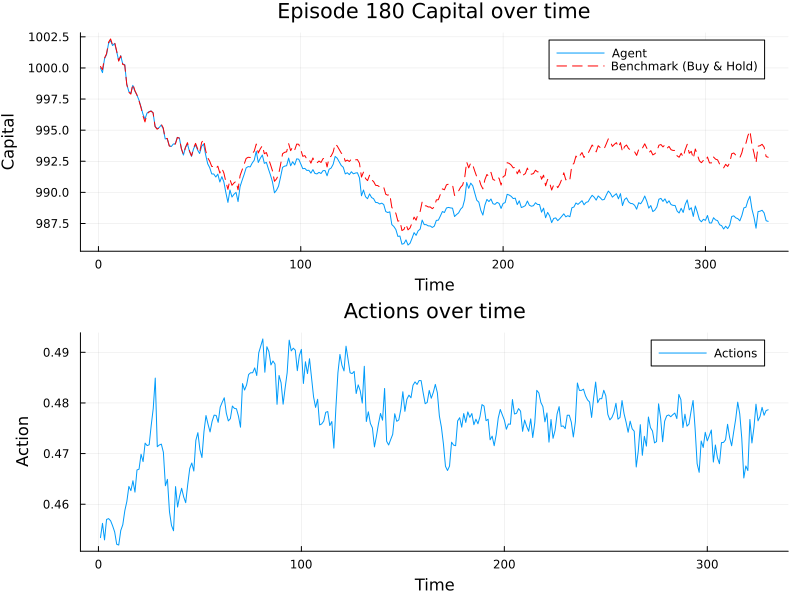 Episode 180 Capital over time
1002.5
1000.0
997.5
995.0
992.5
990.0
987.5
Capital
Agent
Benchmark (Buy & Hold)
0 100 200 300
Time
Actions over time
0.49
0.48
0.47
0.46
Action
Actions
0 100 200 300
Time